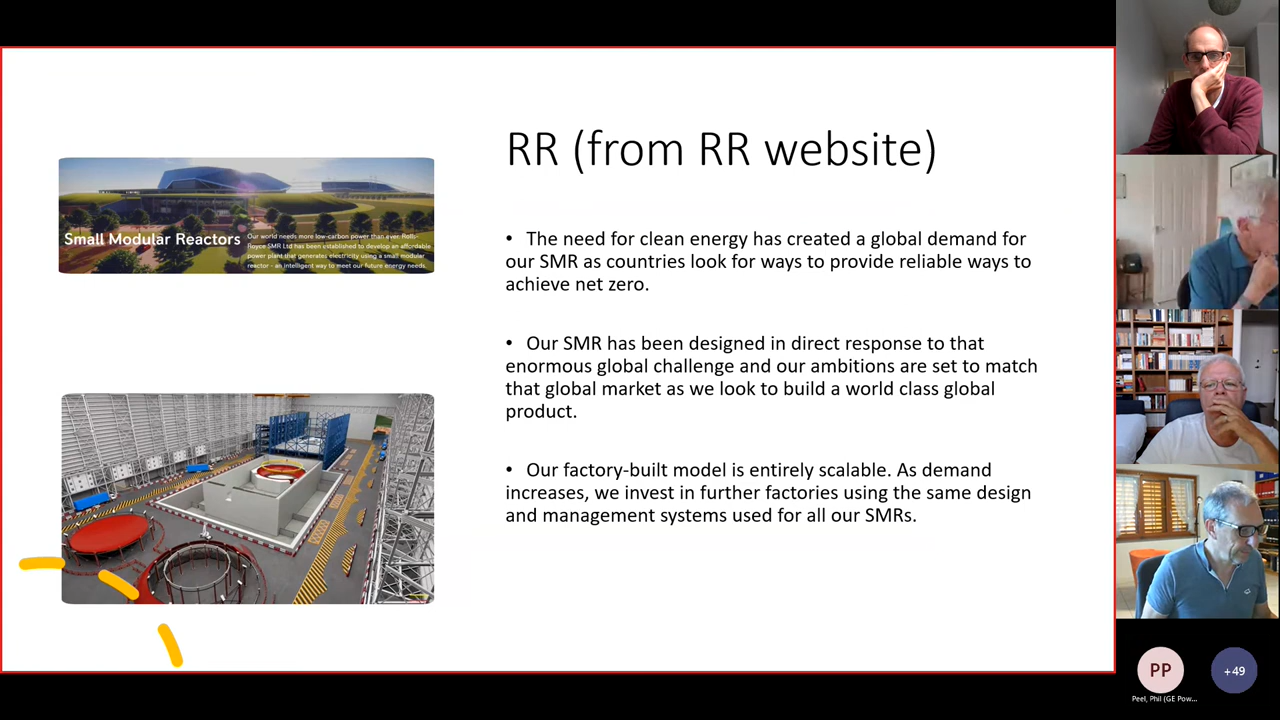 RR (from RR website)
Small Modular Reactors
Our world needs more low-carbon power than ever. Rolls-
Royce SMR Ltd has been established to develop an affordable
power plant that generates electricity using a small modular
reactor - an intelligent way to meet our future energy needs.
• The need for clean energy has created a global demand for
our SMR as countries look for ways to provide reliable ways to
achieve net zero.
• Our SMR has been designed in direct response to that
enormous global challenge and our ambitions are set to match
that global market as we look to build a world class global
product.
• Our factory-built model is entirely scalable. As demand
increases, we invest in further factories using the same design
and management systems used for all our SMRs.
PP
+49
Peel, Phil (GE Pow...